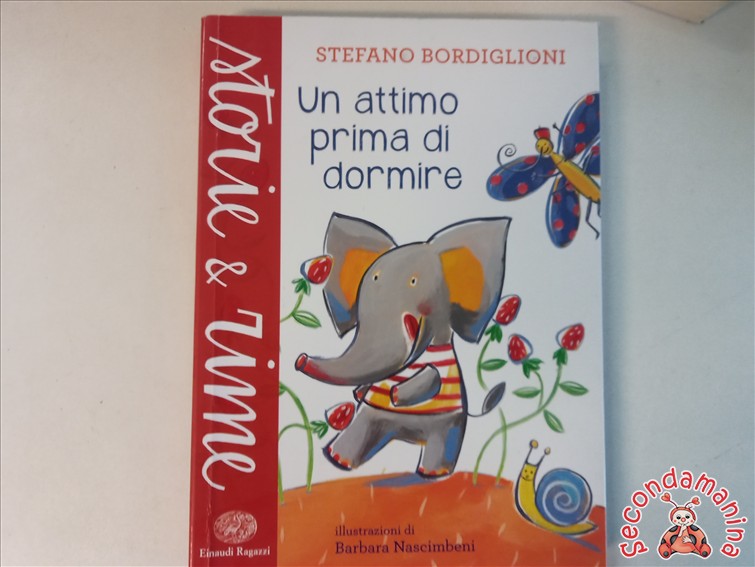 STEFANO BORDIGLIONI
Un attimo
prima di
dormire
storie & rime
illustrazioni di
Barbara Nascimbeni
Einaudi Ragazzi
secondamanina